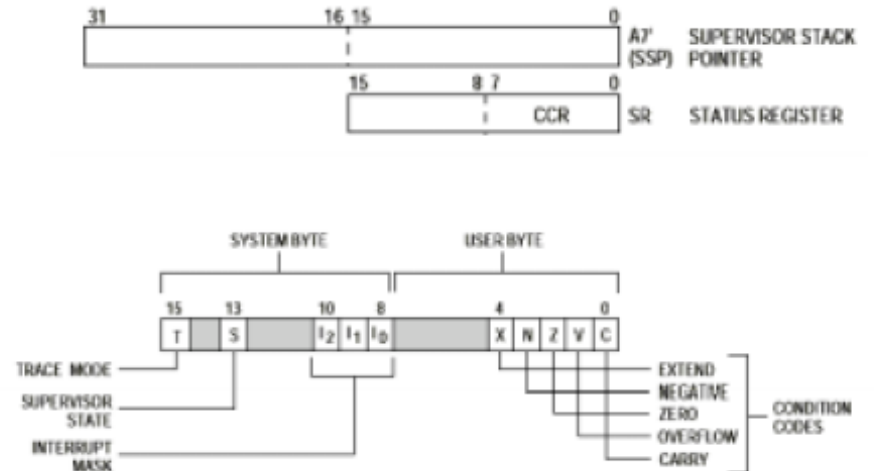 31 16 15 0
A7' SUPERVISOR STACK
(SSP) POINTER
15 8 7 0
CCR SR STATUS REGISTER
SYSTEM BYTE USER BYTE
15 13 10 8 4 0
T S I2 I1 I0 X N Z V C
TRACE MODE EXTEND
NEGATIVE
SUPERVISOR
STATE
ZERO
CONDITION
CODES
OVERFLOW
INTERRUPT
MASK
CARRY